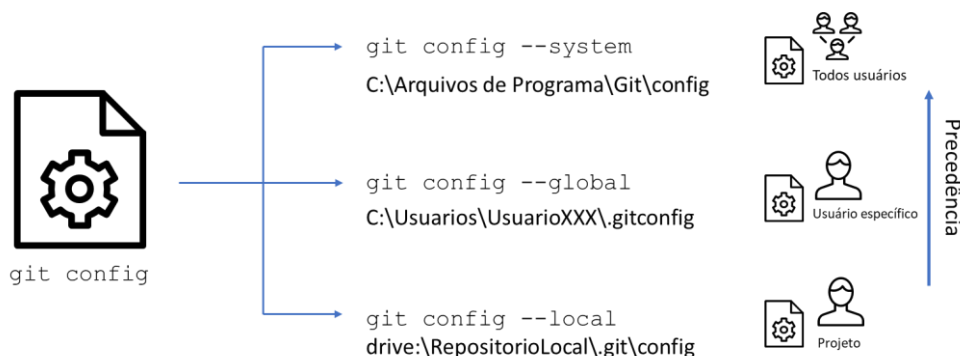 git config
git config --system
C:\Arquivos de Programa\Git\config
Todos usuários
git config --global
C:\Usuarios\UsuarioXXX\.gitconfig
Usuário específico
git config --local
drive:\RepositorioLocal\.git\config
Projeto
Precedência